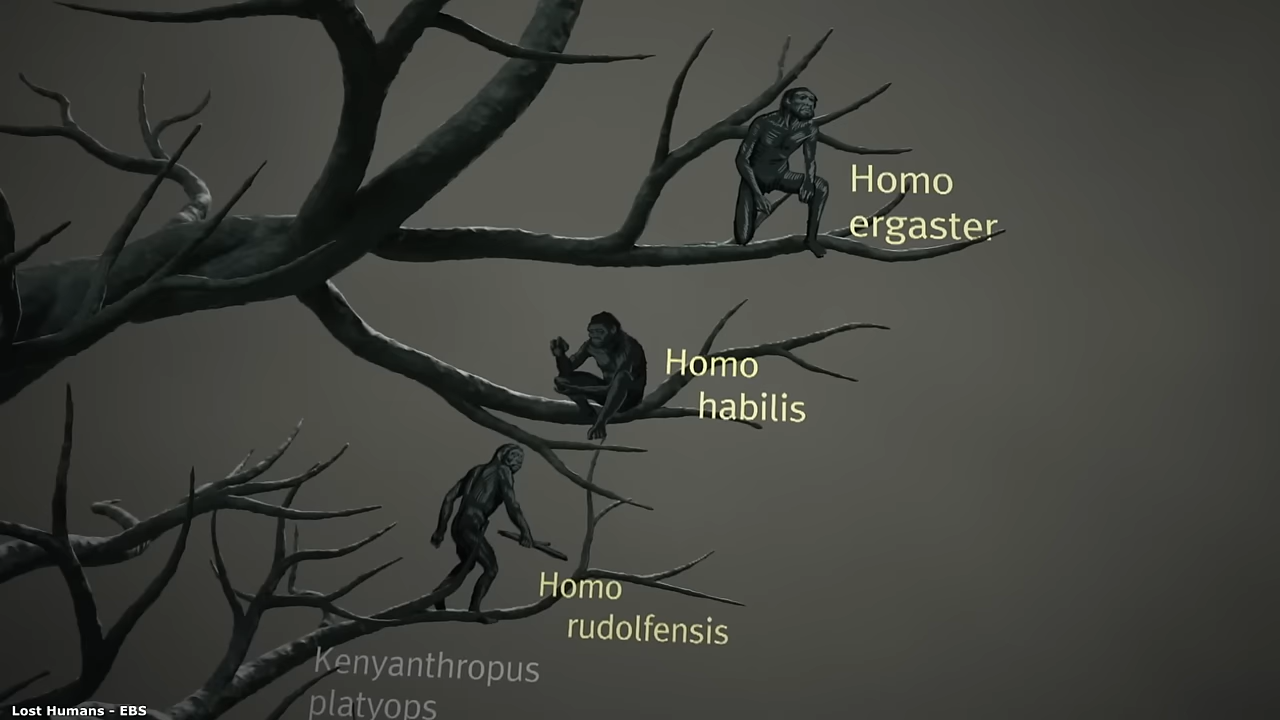 Homo
ergaster
Homo
habilis
Homo
rudolfensis
Kenyanthropus
platyops
Lost Humans - EBS